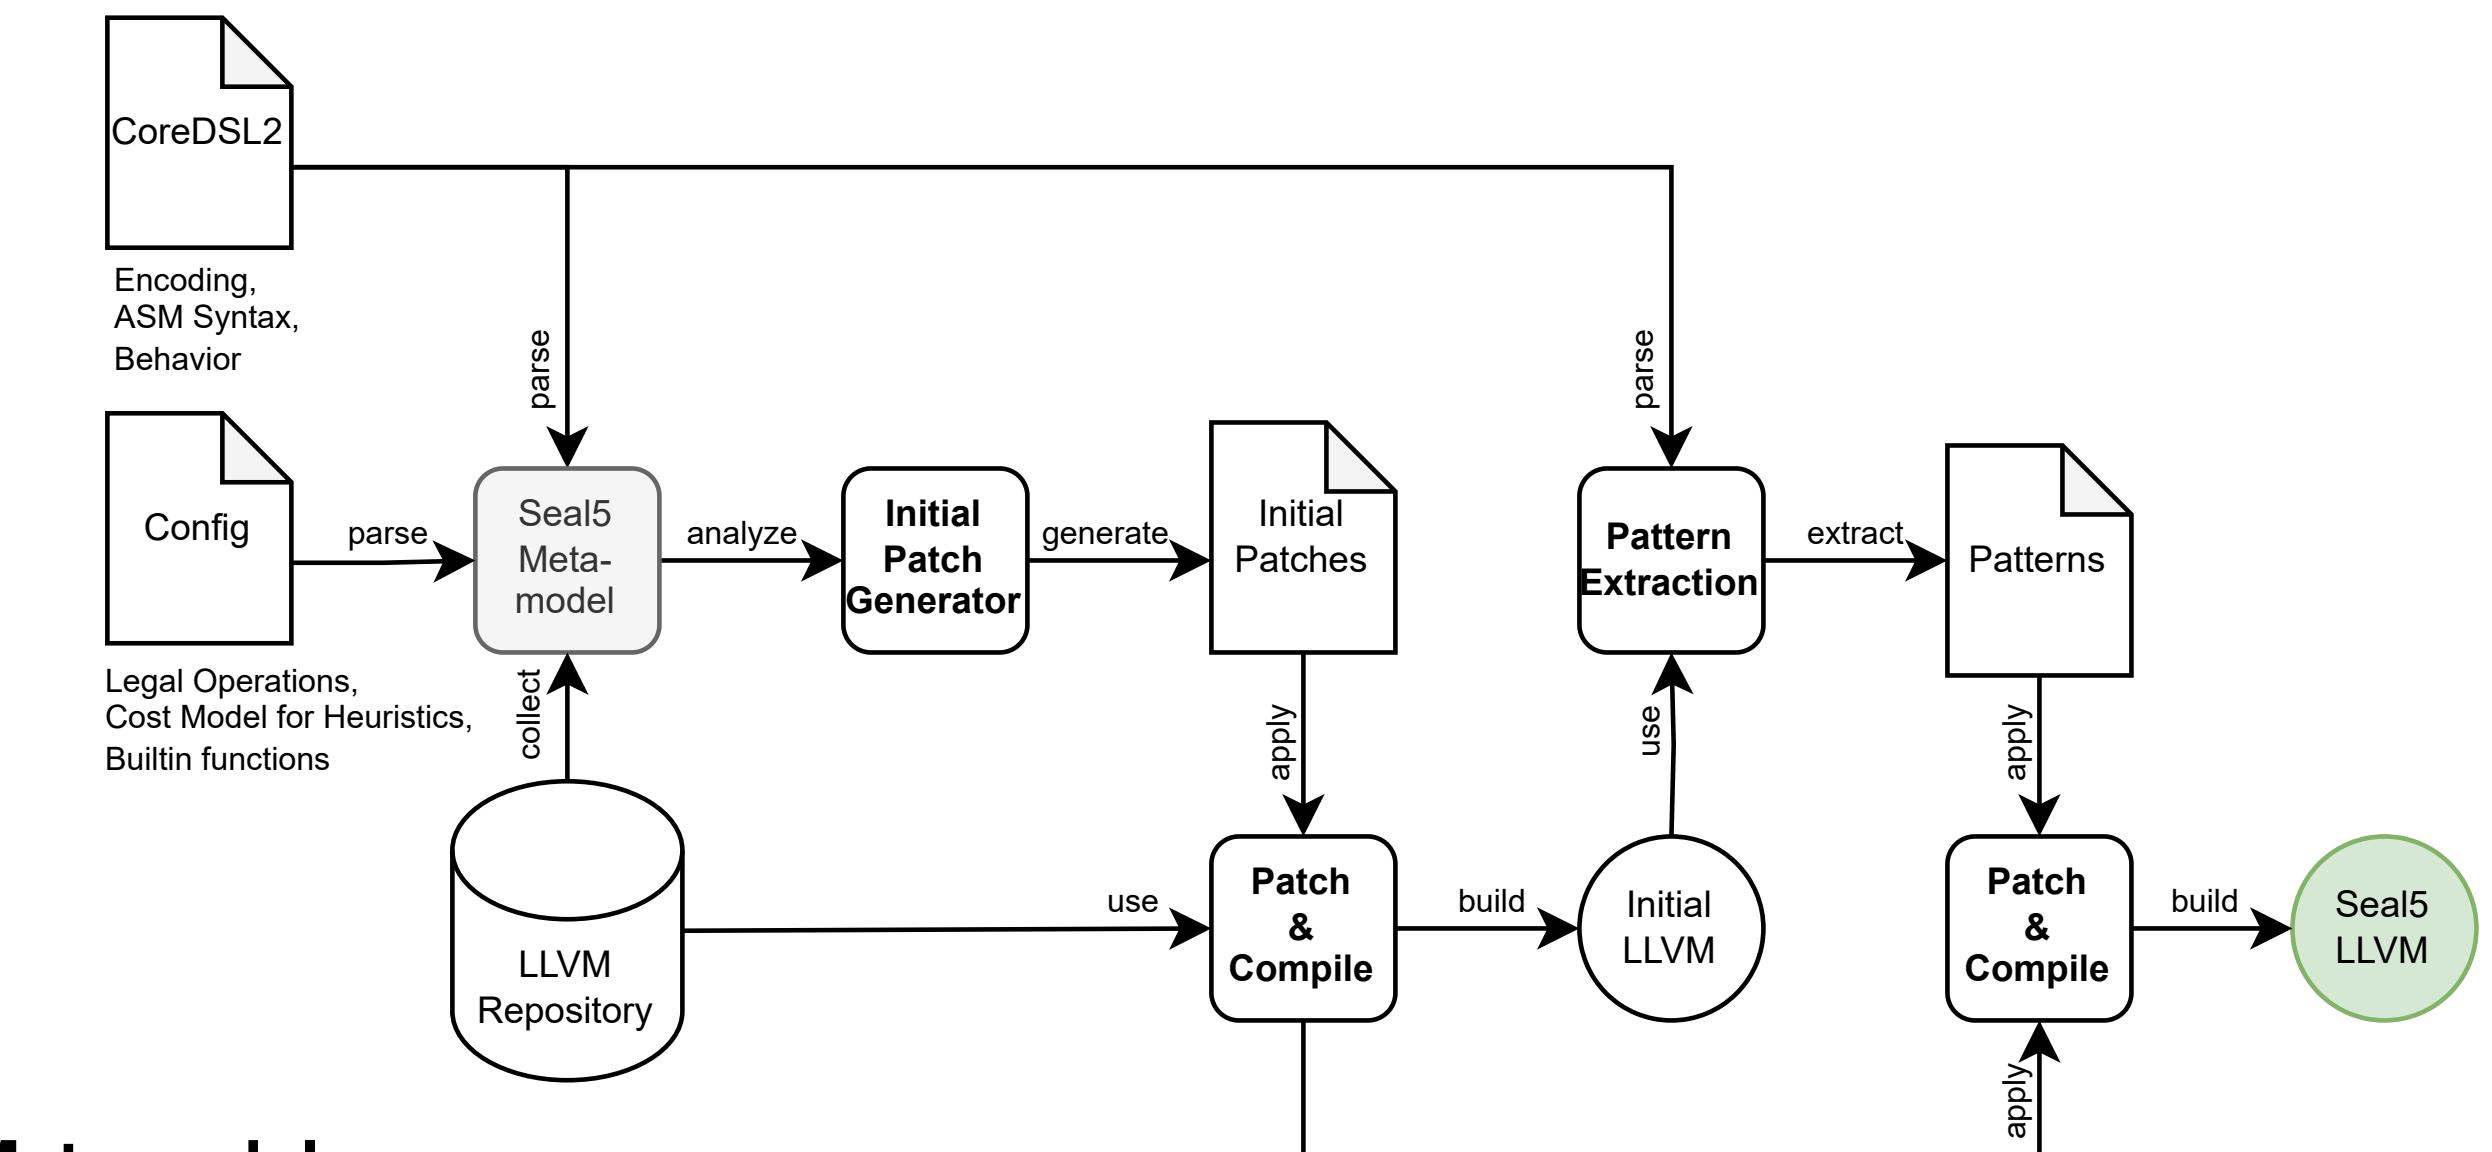 CoreDSL2
Encoding,
ASM Syntax,
Behavior
parse
parse
Config
parse
Seal5
Meta-
model
analyze
Initial
Patch
Generator
generate
Initial
Patches
Pattern
Extraction
extract
Patterns
Legal Operations,
Cost Model for Heuristics,
Builtin functions
collect
apply
use
apply
LLVM
Repository
use
Patch
&
Compile
build
Initial
LLVM
Patch
&
Compile
build
Seal5
LLVM
apply